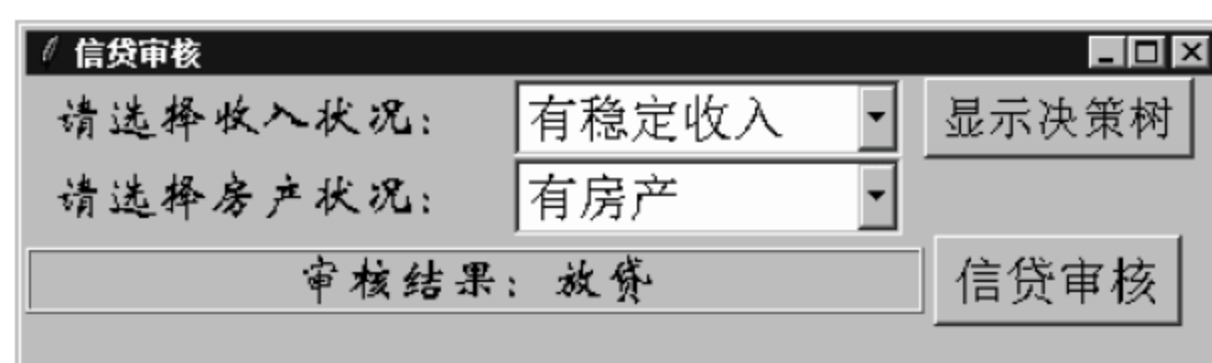 信贷审核
请选择收入状况： 有稳定收入 显示决策树
请选择房产状况： 有房产
审核结果：放贷 信贷审核